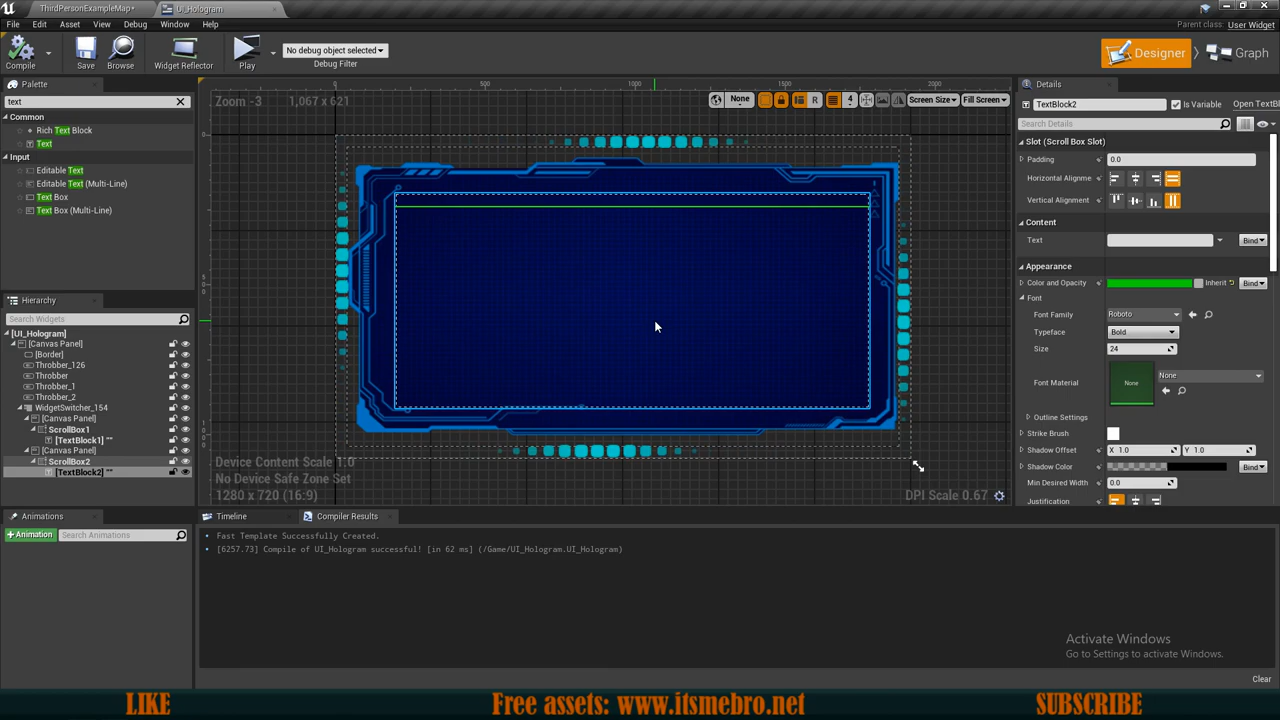 ThirdPersonExampleMap*
UI_Hologram
File Edit Asset View Debug Window Help
Parent class: User Widget
Compile
Save
Browse
Widget Reflector
Play
No debug object selected
Debug Filter
Designer
Graph
Palette
text
Common
Rich Text Block
Text
Input
Editable Text
Editable Text (Multi-Line)
Text Box
Text Box (Multi-Line)
Hierarchy
Search Widgets
[UI_Hologram]
[Canvas Panel]
[Border]
Throbber_126
Throbber
Throbber_1
Throbber_2
WidgetSwitcher_154
[Canvas Panel]
ScrollBox1
[TextBlock1] ""
[Canvas Panel]
ScrollBox2
[TextBlock2] ""
Animations
+ Animation
Search Animations
Zoom -3
1,067 x 621
0 500 1000 1500 2000
None
R
4
Screen Size
Fill Screen
Device Content Scale 1.0
No Device Safe Zone Set
1280 x 720 (16:9)
DPI Scale 0.67
Details
TextBlock2
Is Variable
Open TextBl
Search Details
Slot (Scroll Box Slot)
Padding 0.0
Horizontal Alignme
Vertical Alignment
Content
Text
Bind
Appearance
Color and Opacity
Inherit
Bind
Font
Font Family Roboto
Typeface Bold
Size 24
Font Material
None
None
Outline Settings
Strike Brush
Shadow Offset X 1.0 Y 1.0
Shadow Color
Bind
Min Desired Width 0.0
Justification
Timeline
Compiler Results
Fast Template Successfully Created.
[6257.73] Compile of UI_Hologram successful! [in 62 ms] (/Game/UI_Hologram.UI_Hologram)
Activate Windows
Go to Settings to activate Windows.
Clear
LIKE
Free assets: www.itsmebro.net
SUBSCRIBE